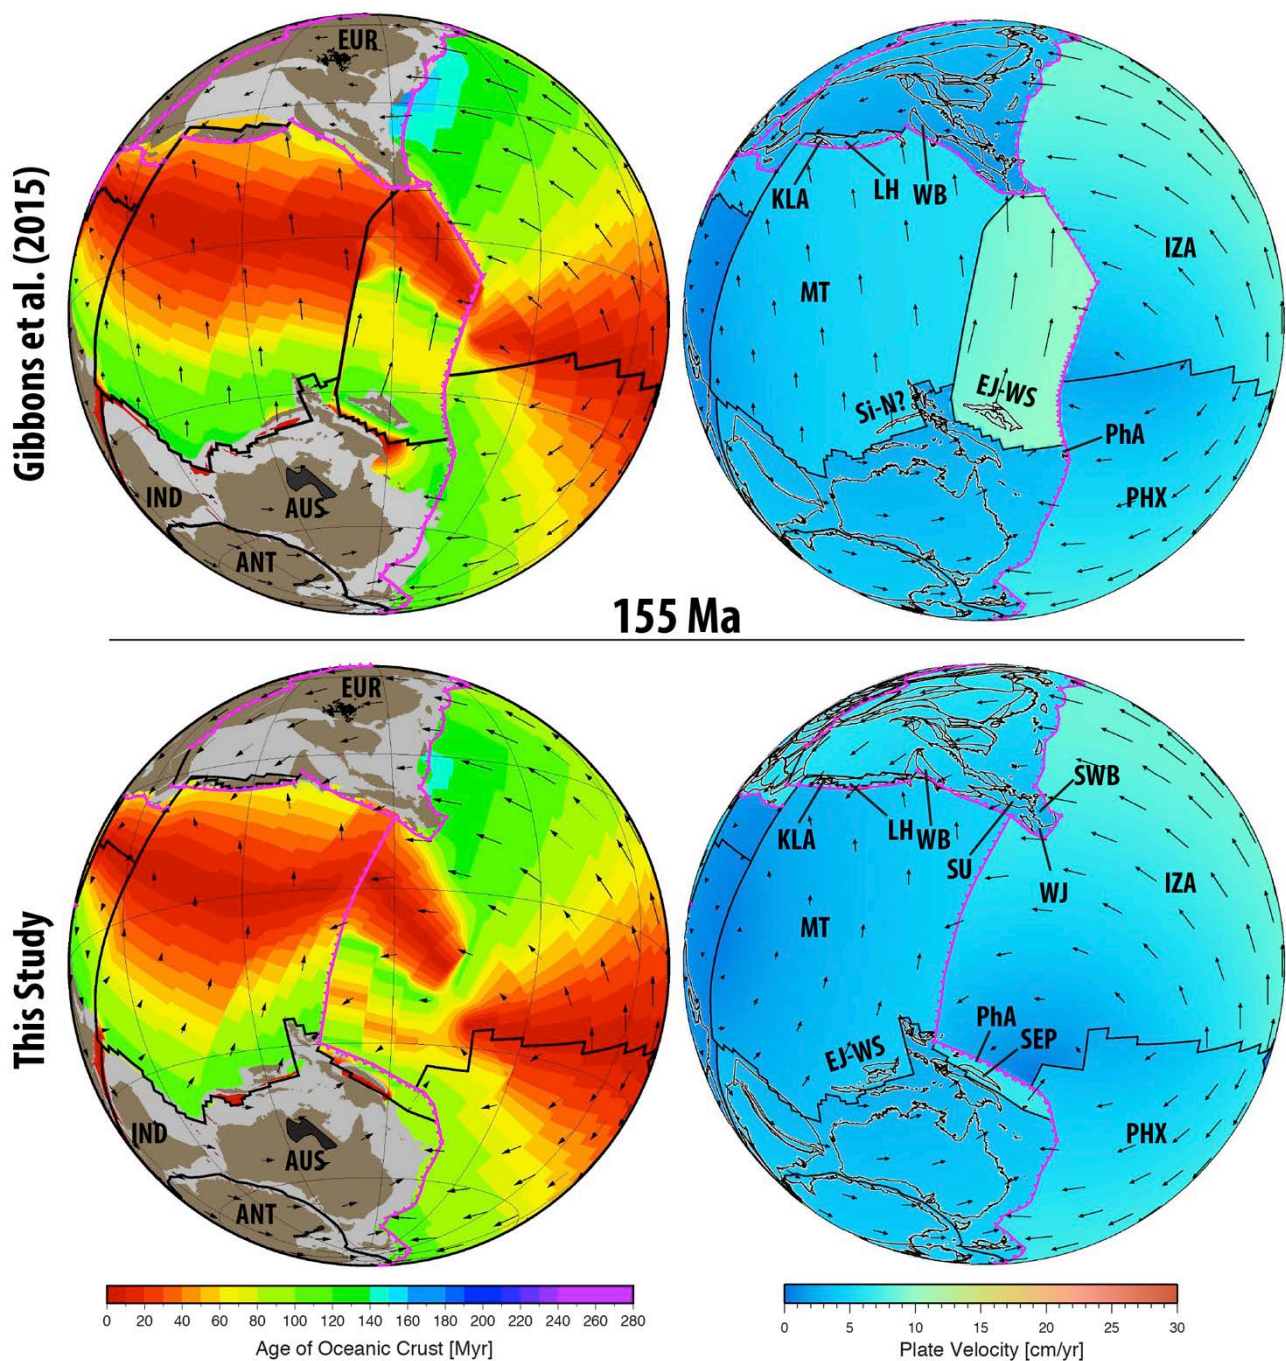 Gibbons et al. (2015)
EUR
IND
AUS
ANT
KLA
LH
WB
IZA
MT
Si-N?
EJ-WS
PhA
PHX
155 Ma
This Study
EUR
IND
AUS
ANT
SWB
KLA
LH
WB
SU
WJ
IZA
MT
EJ-WS
PhA
SEP
PHX
0 20 40 60 80 100 120 140 160 180 200 220 240 260 280
Age of Oceanic Crust [Myr]
0 5 10 15 20 25 30
Plate Velocity [cm/yr]